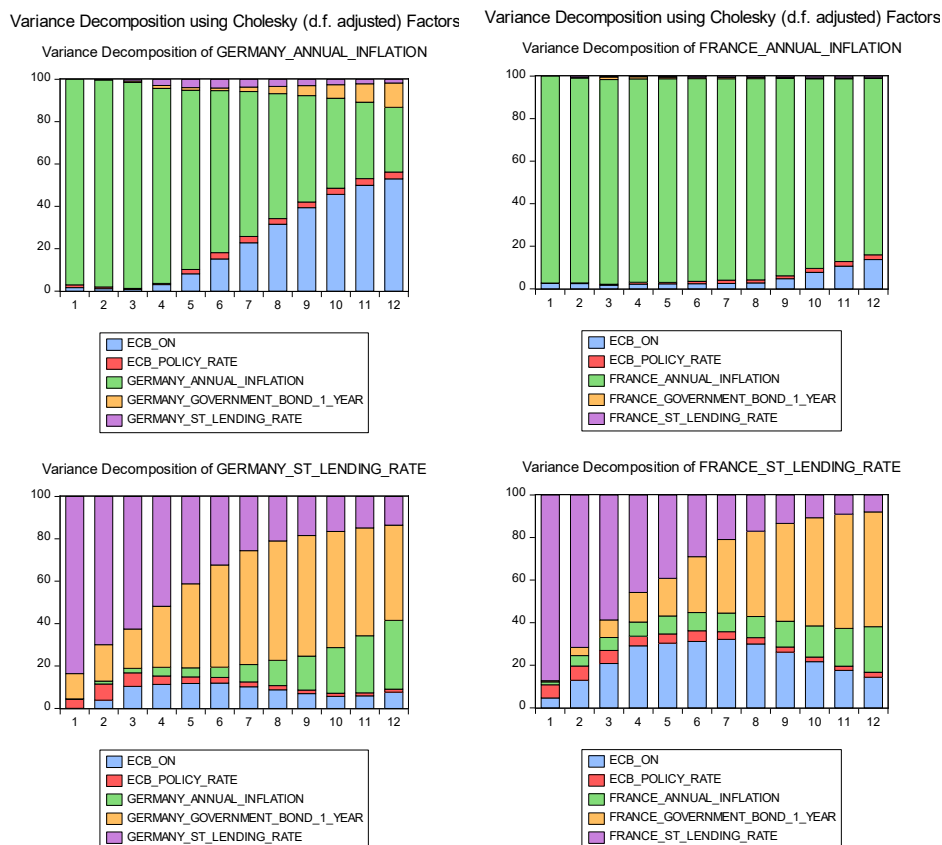 Variance Decomposition using Cholesky (d.f. adjusted) Factors
Variance Decomposition of GERMANY_ANNUAL_INFLATION
100
80
60
40
20
0
1 2 3 4 5 6 7 8 9 10 11 12
ECB_ON
ECB_POLICY_RATE
GERMANY_ANNUAL_INFLATION
GERMANY_GOVERNMENT_BOND_1_YEAR
GERMANY_ST_LENDING_RATE
Variance Decomposition using Cholesky (d.f. adjusted) Factors
Variance Decomposition of FRANCE_ANNUAL_INFLATION
100
80
60
40
20
0
1 2 3 4 5 6 7 8 9 10 11 12
ECB_ON
ECB_POLICY_RATE
FRANCE_ANNUAL_INFLATION
FRANCE_GOVERNMENT_BOND_1_YEAR
FRANCE_ST_LENDING_RATE
Variance Decomposition of GERMANY_ST_LENDING_RATE
100
80
60
40
20
0
1 2 3 4 5 6 7 8 9 10 11 12
ECB_ON
ECB_POLICY_RATE
GERMANY_ANNUAL_INFLATION
GERMANY_GOVERNMENT_BOND_1_YEAR
GERMANY_ST_LENDING_RATE
Variance Decomposition of FRANCE_ST_LENDING_RATE
100
80
60
40
20
0
1 2 3 4 5 6 7 8 9 10 11 12
ECB_ON
ECB_POLICY_RATE
FRANCE_ANNUAL_INFLATION
FRANCE_GOVERNMENT_BOND_1_YEAR
FRANCE_ST_LENDING_RATE